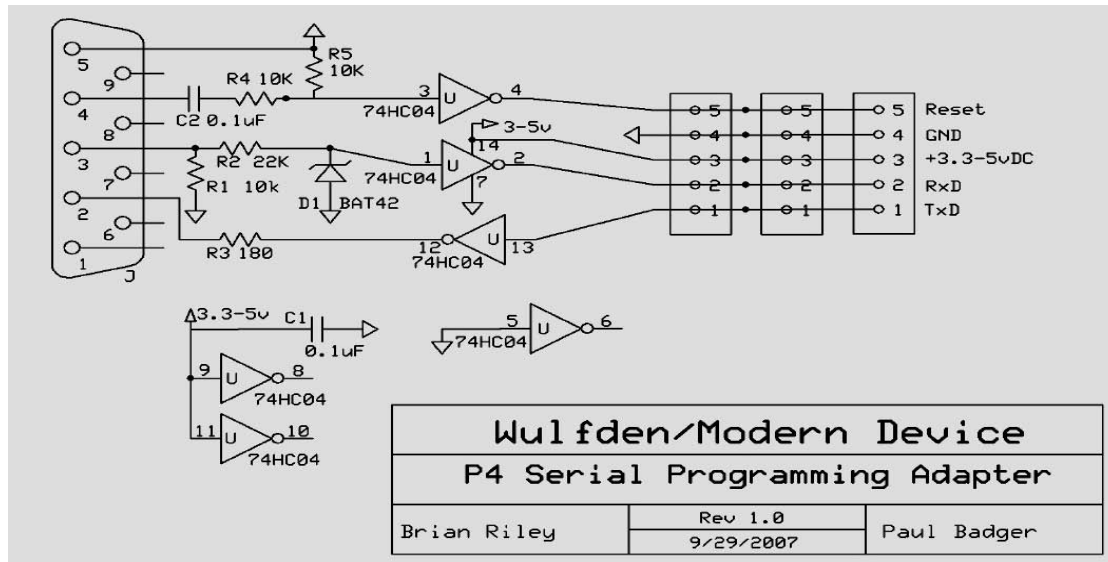 5
9
R5
10K
R4 10K
4
C2 0.1uF
8
3
4
U
74HC04
3-5v
14
3
R2 22K
7
R1 10k
D1 BAT42
1
2
U
74HC04
7
2
6
R3 180
12
13
U
74HC04
1
J
5
5
5
Reset
4
4
4
GND
3
3
3
+3.3-5vDC
2
2
2
RxD
1
1
1
TxD
3.3-5v
C1
0.1uF
9
8
U
74HC04
11
10
U
74HC04
5
6
U
74HC04
Wulfden/Modern Device
P4 Serial Programming Adapter
Brian Riley
Rev 1.0
9/29/2007
Paul Badger